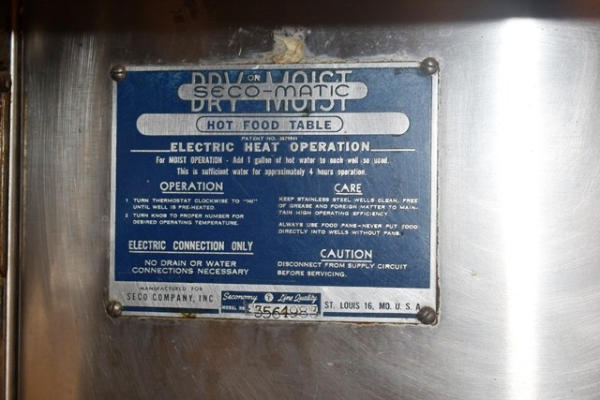 DRY OR MOIST
SECO-MATIC
HOT FOOD TABLE
PATENT NO.
ELECTRIC HEAT OPERATION
For MOIST OPERATION - Add 1 gallon of hot water to each well so used.
This is sufficient water for approximately 4 hours operation.
OPERATION
1 TURN THERMOSTAT CLOCKWISE TO "HI"
UNTIL WELL IS PRE-HEATED.
2 TURN KNOB TO PROPER NUMBER FOR
DESIRED OPERATING TEMPERATURE.
ELECTRIC CONNECTION ONLY
NO DRAIN OR WATER
CONNECTIONS NECESSARY
CARE
KEEP STAINLESS STEEL WELLS CLEAN, FREE
OF GREASE AND FOREIGN MATTER TO MAIN-
TAIN HIGH OPERATING EFFICIENCY.
ALWAYS USE FOOD PANS-NEVER PUT FOOD
DIRECTLY INTO WELLS WITHOUT PANS.
CAUTION
DISCONNECT FROM SUPPLY CIRCUIT
BEFORE SERVICING.
MANUFACTURED FOR
SECO COMPANY, INC
Seconomy Line Quality
MODEL NO.
ST. LOUIS 16, MO. U. S. A.